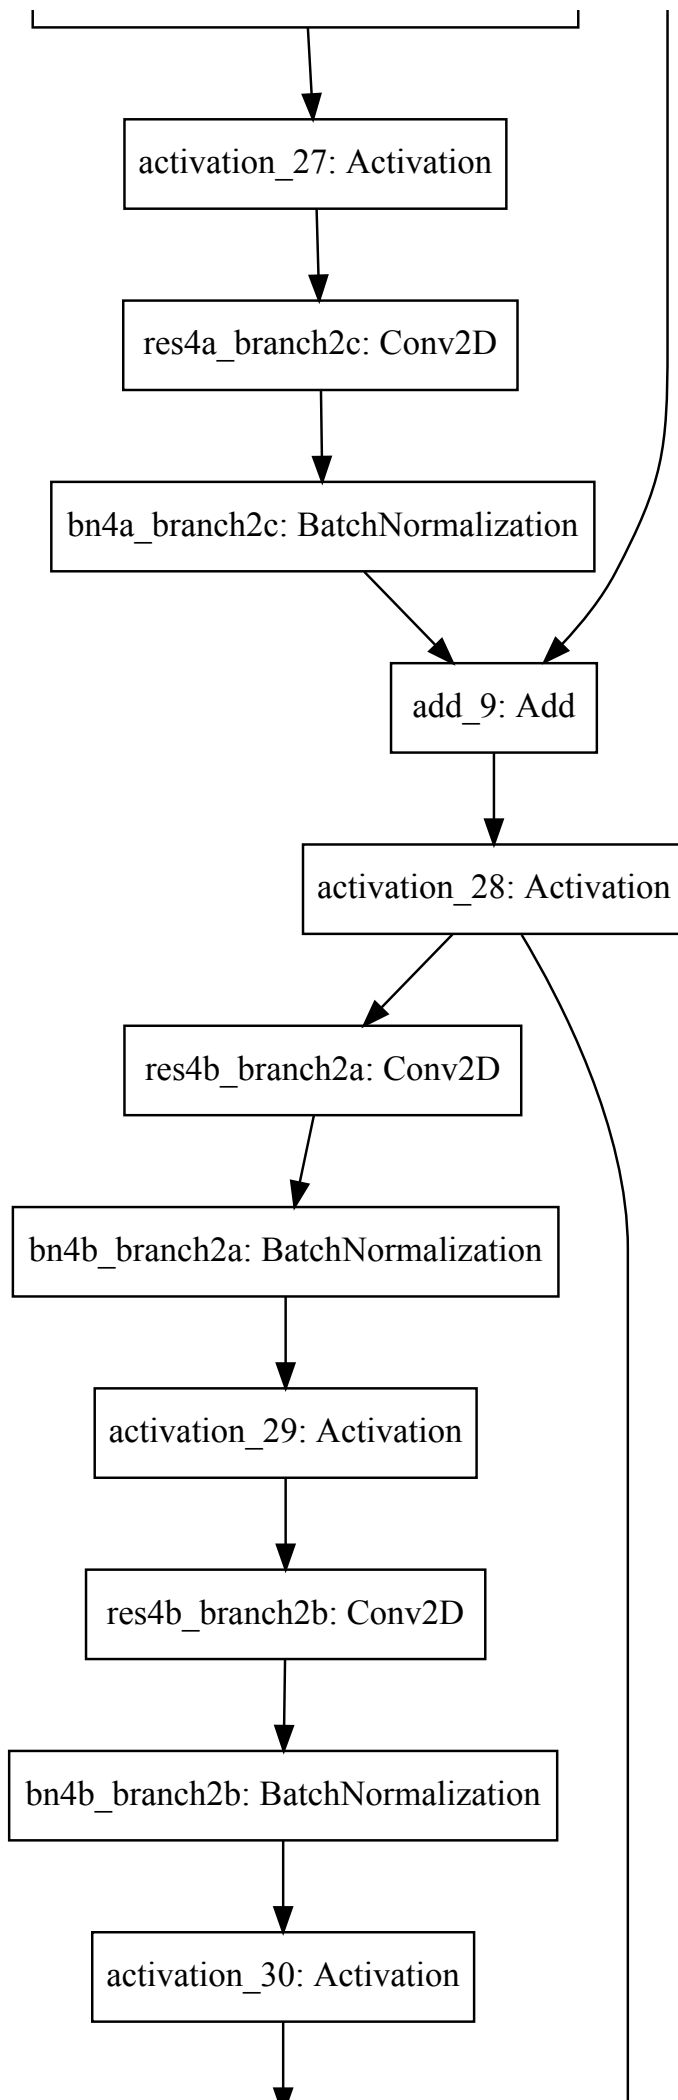 activation_27: Activation
res4a_branch2c: Conv2D
bn4a_branch2c: BatchNormalization
add_9: Add
activation_28: Activation
res4b_branch2a: Conv2D
bn4b_branch2a: BatchNormalization
activation_29: Activation
res4b_branch2b: Conv2D
bn4b_branch2b: BatchNormalization
activation_30: Activation